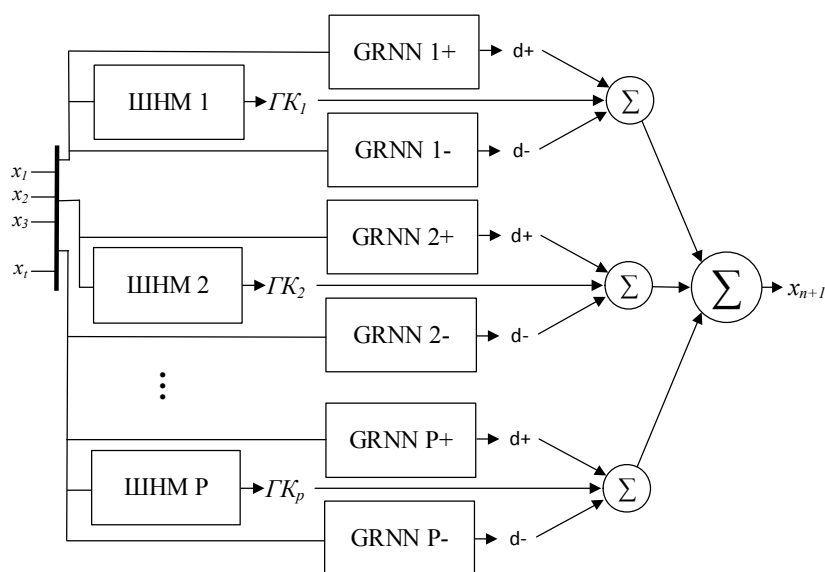 GRNN 1+
d+
ШНМ 1
ГК1
∑
GRNN 1-
d-
x1
x2
x3
xt
GRNN 2+
d+
ШНМ 2
ГК2
∑
∑
xn+1
GRNN 2-
d-
...
GRNN P+
d+
ШНМ P
ГКp
∑
GRNN P-
d-